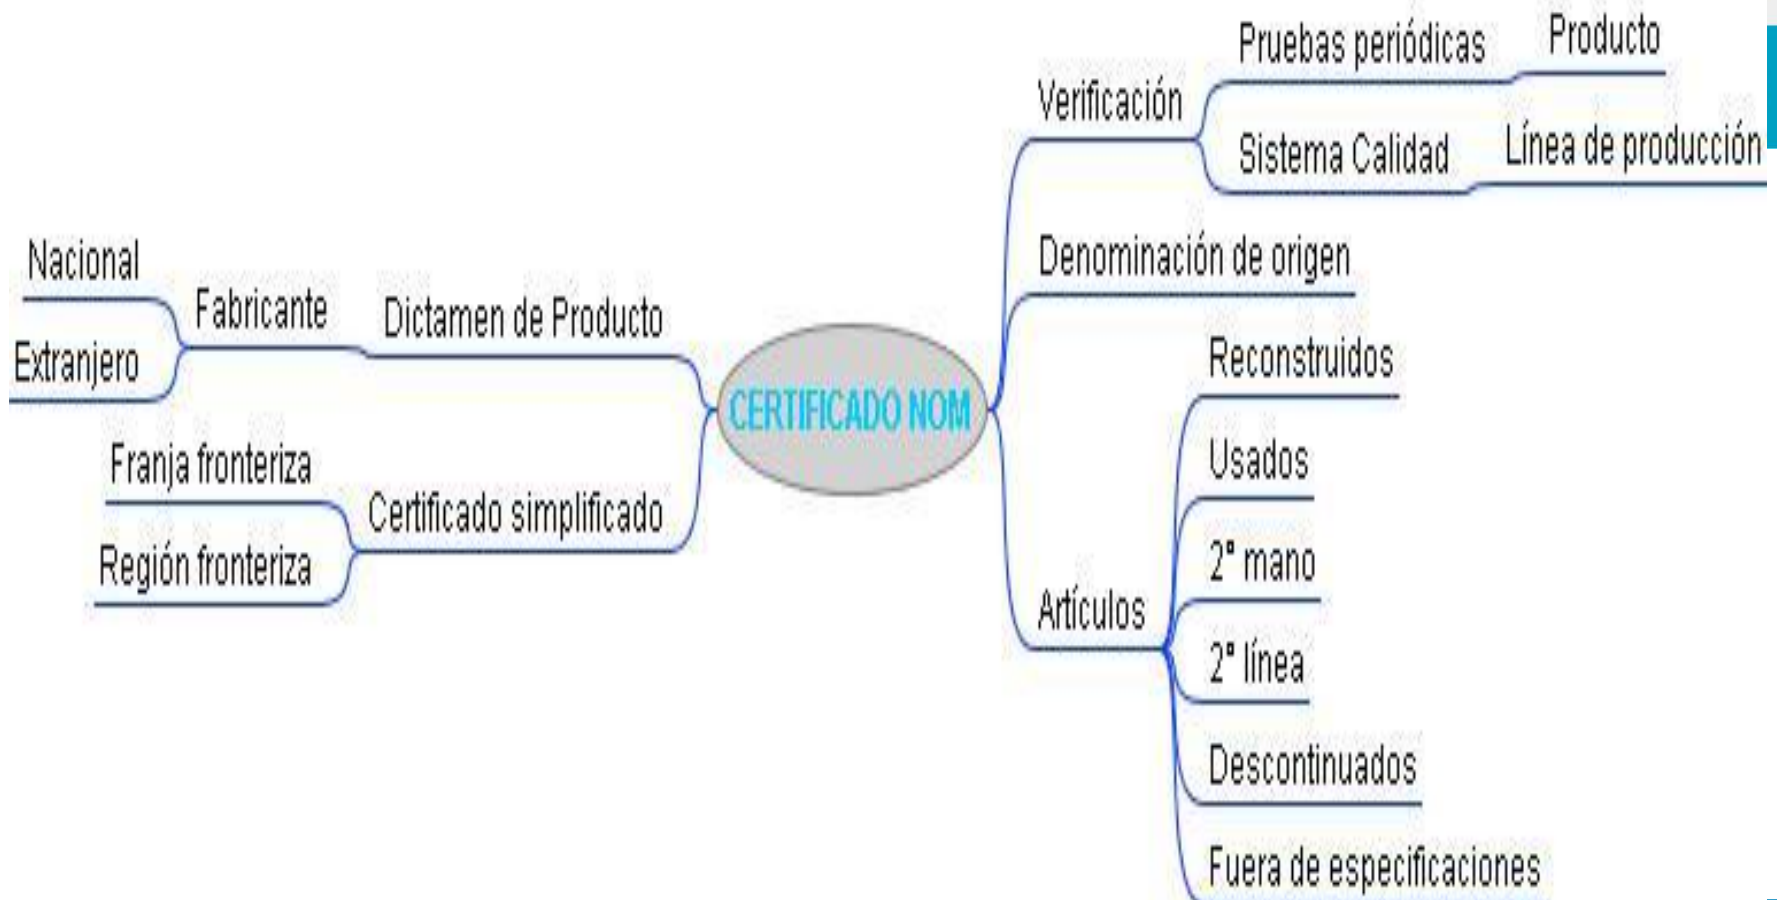 Pruebas periódicas
Producto
Verificación
Sistema Calidad
Línea de producción
Denominación de origen
Nacional
Fabricante
Dictamen de Producto
Extranjero
CERTIFICADO NOM
Franja fronteriza
Certificado simplificado
Región fronteriza
Reconstruidos
Usados
2° mano
Artículos
2° línea
Descontinuados
Fuera de especificaciones